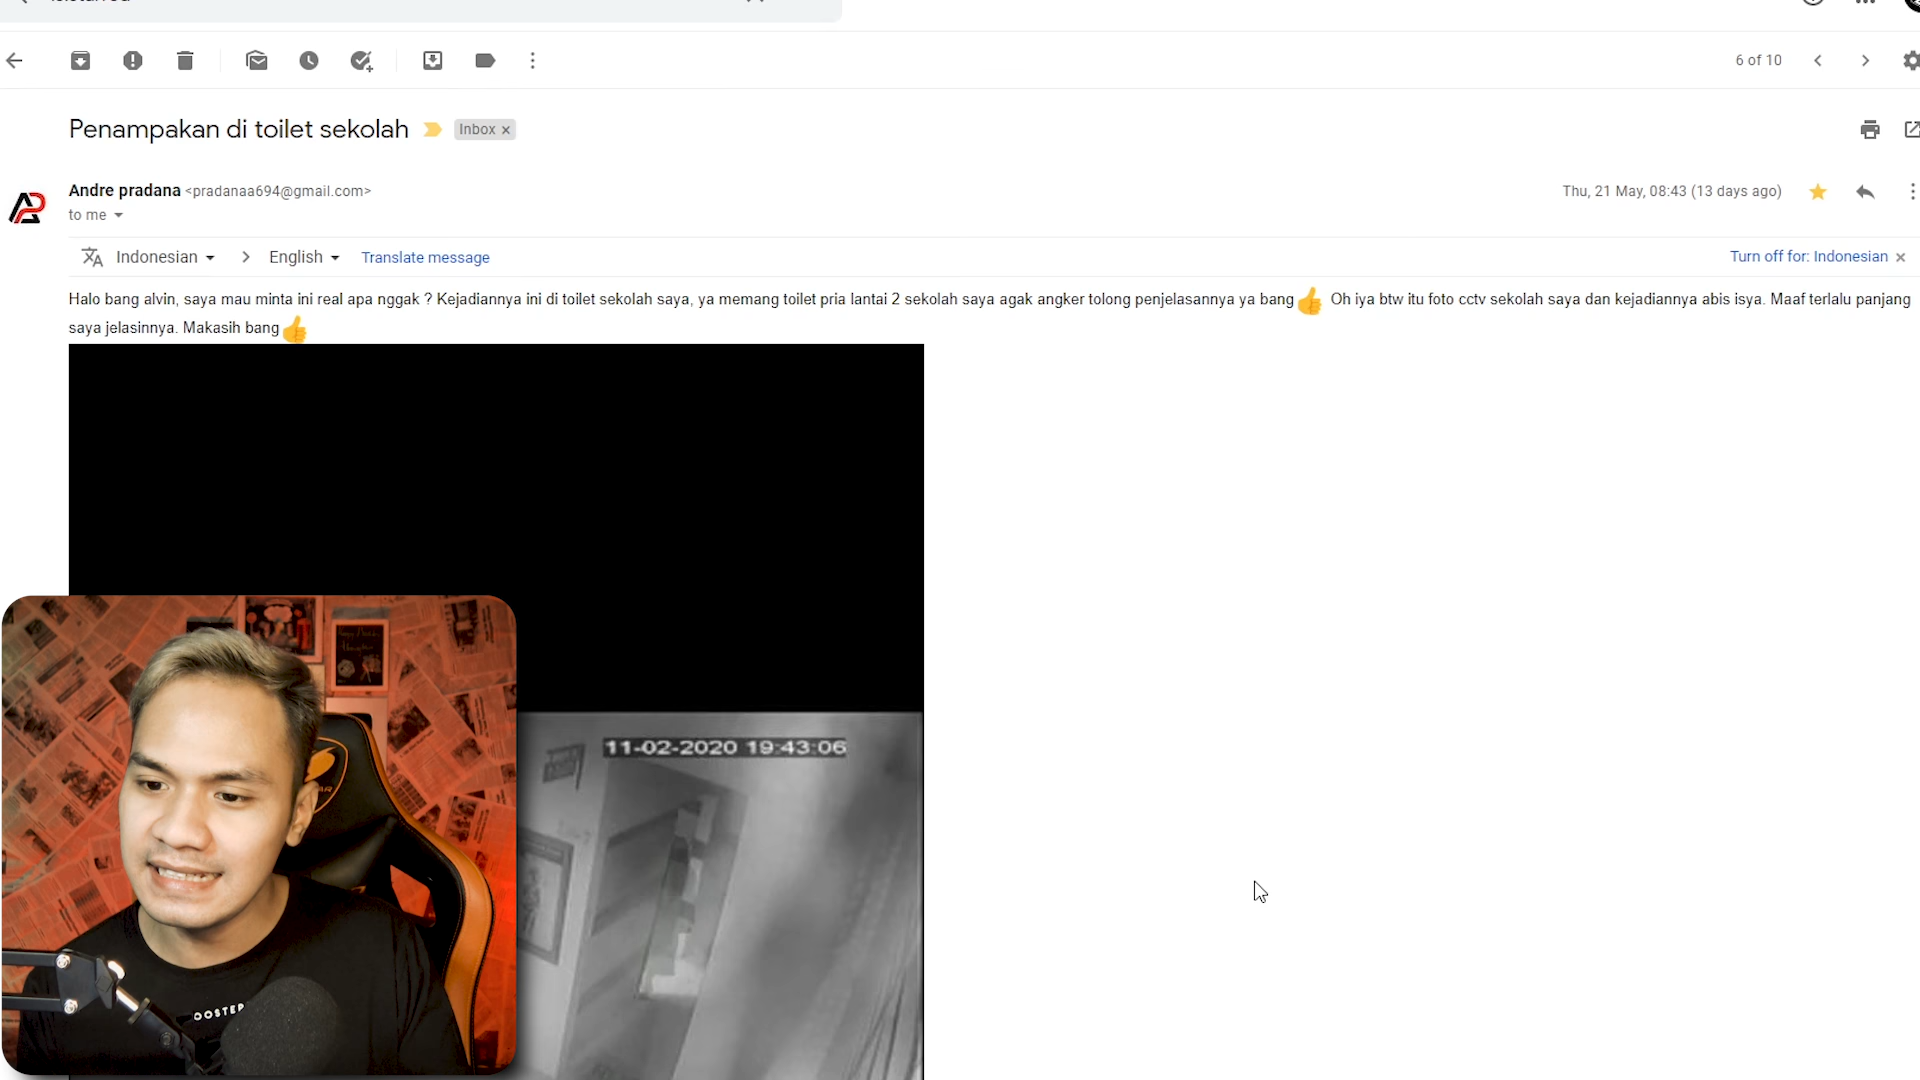 6 of 10
Penampakan di toilet sekolah Inbox ×
Andre pradana <pradanaa694@gmail.com>
Thu, 21 May, 08:43 (13 days ago)
to me
Indonesian > English Translate message
Turn off for: Indonesian ×
Halo bang alvin, saya mau minta ini real apa nggak ? Kejadiannya ini di toilet sekolah saya, ya memang toilet pria lantai 2 sekolah saya agak angker tolong penjelasannya ya bang👍 Oh iya btw itu foto cctv sekolah saya dan kejadiannya abis isya. Maaf terlalu panjang
saya jelasinnya. Makasih bang👍
11-02-2020 19:43:06
OOSTER